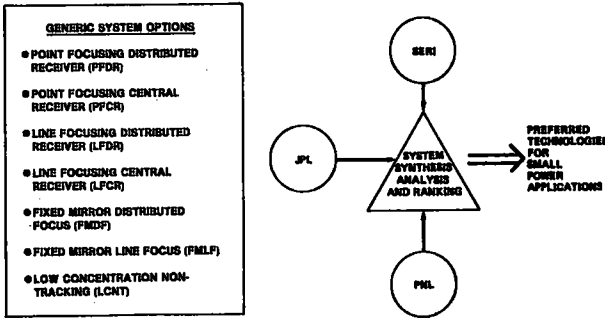 GENERIC SYSTEM OPTIONS
● POINT FOCUSING DISTRIBUTED
RECEIVER (PFDR)
● POINT FOCUSING CENTRAL
RECEIVER (PFCR)
● LINE FOCUSING DISTRIBUTED
RECEIVER (LFDR)
● LINE FOCUSING CENTRAL
RECEIVER (LFCR)
● FIXED MIRROR DISTRIBUTED
FOCUS (FMDF)
● FIXED MIRROR LINE FOCUS (FMLF)
● LOW CONCENTRATION NON-
TRACKING (LCNT)
SERI
JPL
SYSTEM
SYNTHESIS
ANALYSIS
AND RANKING
PNL
PREFERRED
TECHNOLOGIES
FOR
SMALL
POWER
APPLICATIONS